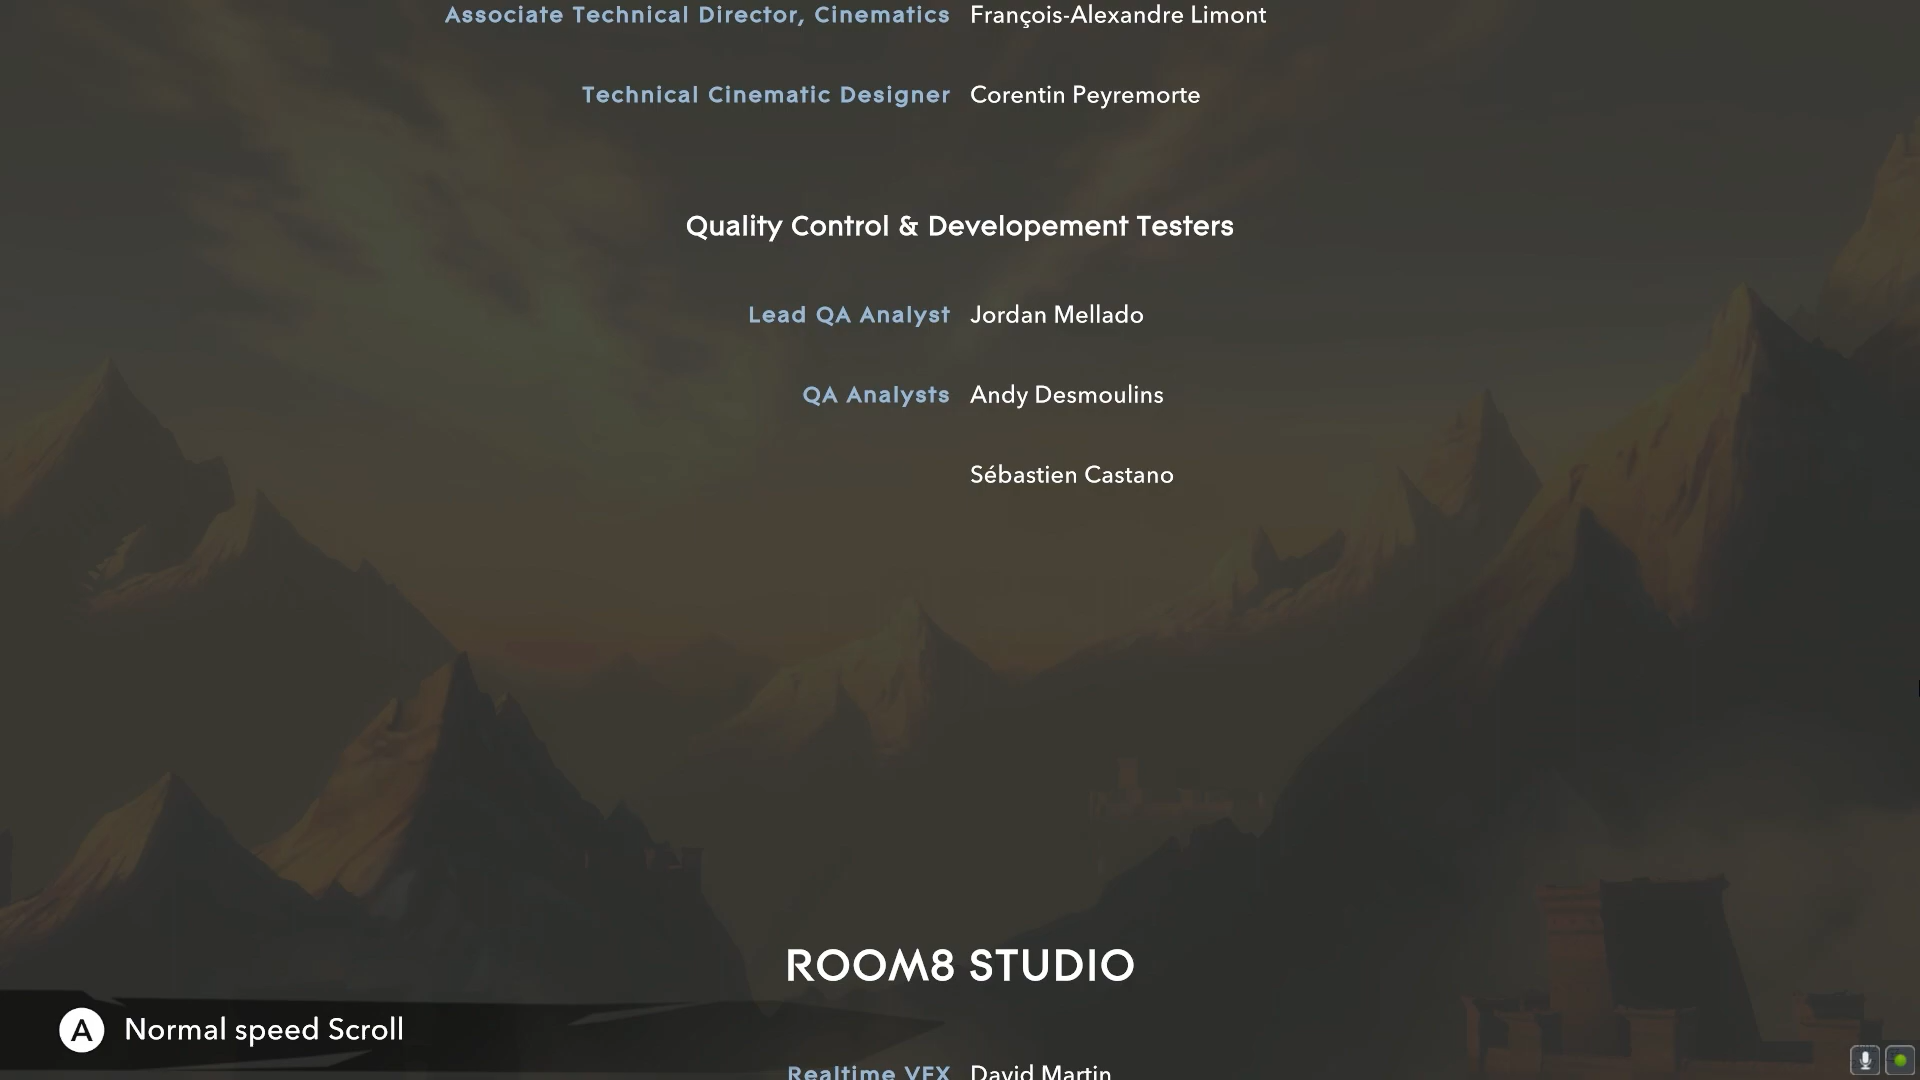 Associate Technical Director, Cinematics François-Alexandre Limont
Technical Cinematic Designer Corentin Peyremorte
Quality Control & Developement Testers
Lead QA Analyst Jordan Mellado
QA Analysts Andy Desmoulins
Sébastien Castano
ROOM8 STUDIO
A Normal speed Scroll
Realtime VFX David Martin